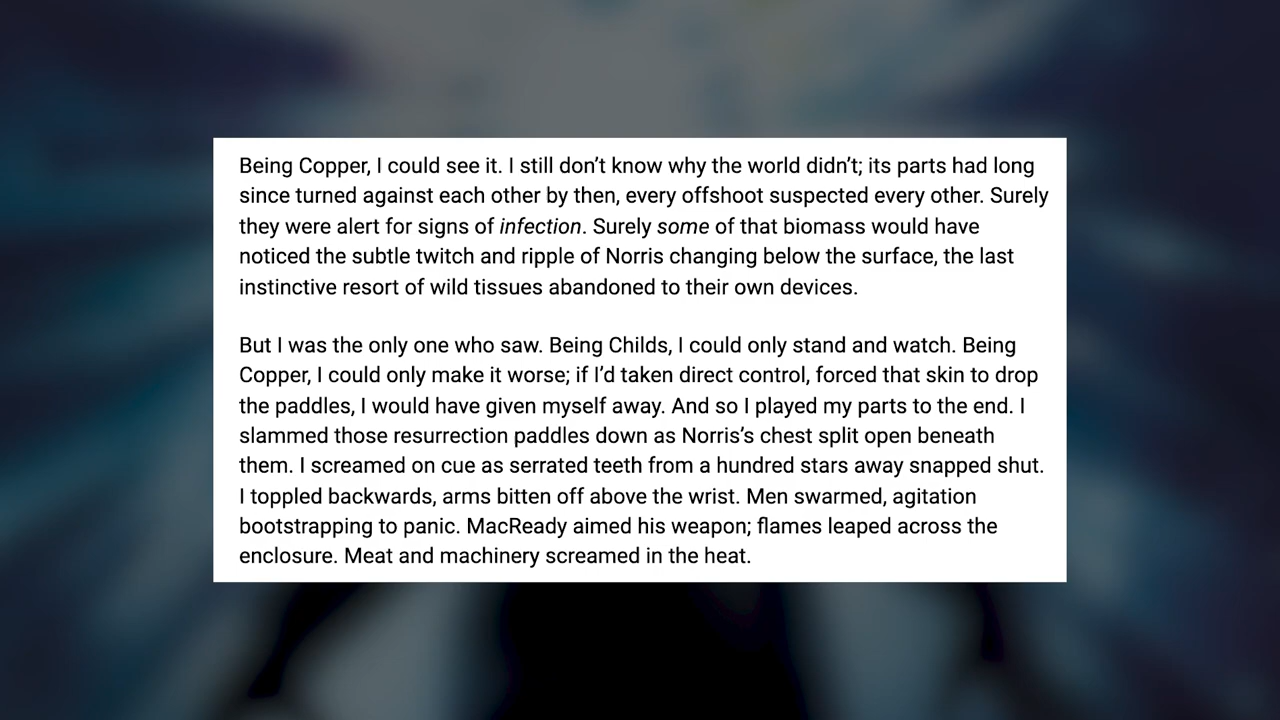 Being Copper, I could see it. I still don’t know why the world didn’t; its parts had long
since turned against each other by then, every offshoot suspected every other. Surely
they were alert for signs of infection. Surely some of that biomass would have
noticed the subtle twitch and ripple of Norris changing below the surface, the last
instinctive resort of wild tissues abandoned to their own devices.
But I was the only one who saw. Being Childs, I could only stand and watch. Being
Copper, I could only make it worse; if I’d taken direct control, forced that skin to drop
the paddles, I would have given myself away. And so I played my parts to the end. I
slammed those resurrection paddles down as Norris’s chest split open beneath
them. I screamed on cue as serrated teeth from a hundred stars away snapped shut.
I toppled backwards, arms bitten off above the wrist. Men swarmed, agitation
bootstrapping to panic. MacReady aimed his weapon; flames leaped across the
enclosure. Meat and machinery screamed in the heat.